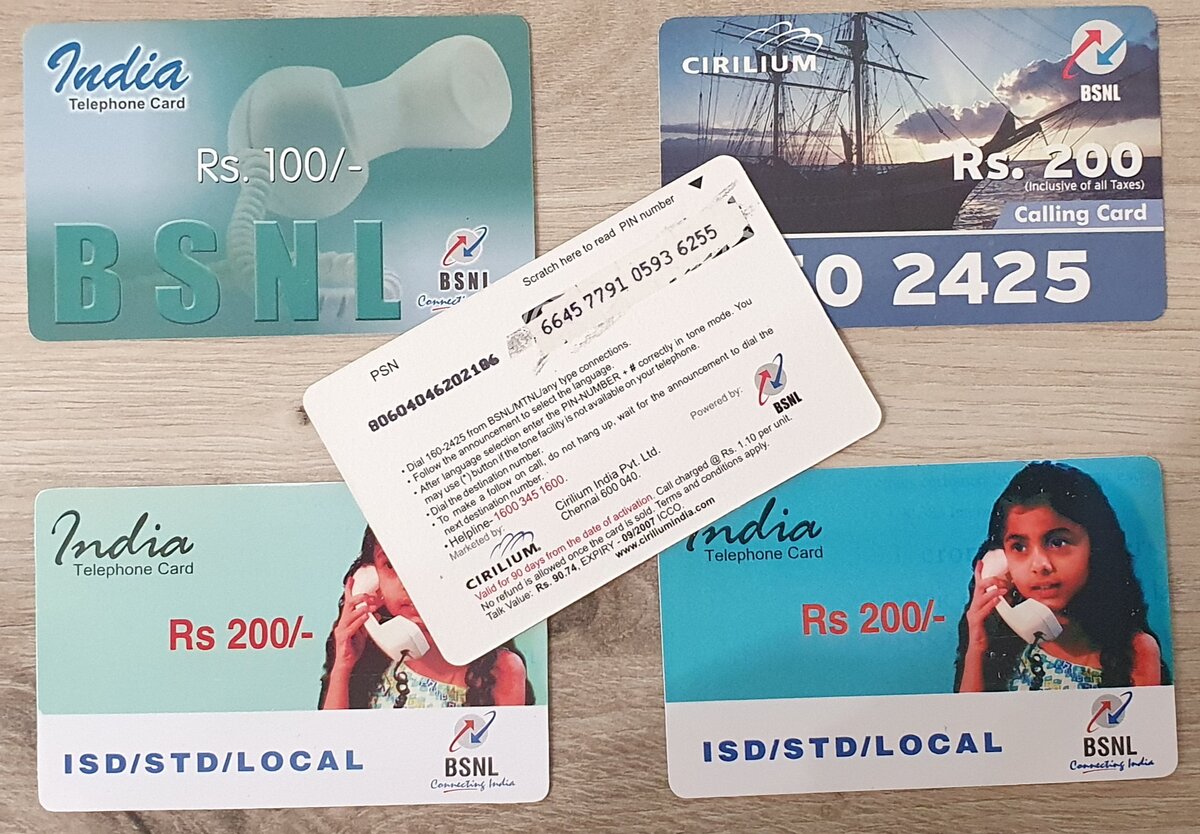 India
Telephone Card
Rs. 100/-
BSNL
BSNL
CIRILIUM
BSNL
Rs. 200
(Inclusive of all Taxes)
Calling Card
2425
Scratch here to read PIN number
6645 7791 0593 6255
PSN
80604046202186
• Dial 160-2425 from BSNL/MTNL/any type connections.
• Follow the announcement to select the language.
• After language selection enter the PIN-NUMBER + # correctly in tone mode. You
may use (*) button if the tone facility is not available on your telephone.
• Dial the destination number.
• To make a follow on call, do not hang up, wait for the announcement to dial the
next destination number.
• Helpline- 1600 345 1600.
Marketed by:
CIRILIUM
Cirilium India Pvt. Ltd.
Chennai 600 040.
Powered by:
BSNL
Valid for 90 days from the date of activation. Call charged @ Rs. 1.10 per unit.
No refund is allowed once the card is sold. Terms and conditions apply.
Talk Value: Rs. 90.74, EXPIRY - 09/2007 ICCO.
www.ciriliumindia.com
India
Telephone Card
Rs 200/-
ISD/STD/LOCAL
BSNL
Connecting India
India
Telephone Card
Rs 200/-
ISD/STD/LOCAL
BSNL
Connecting India